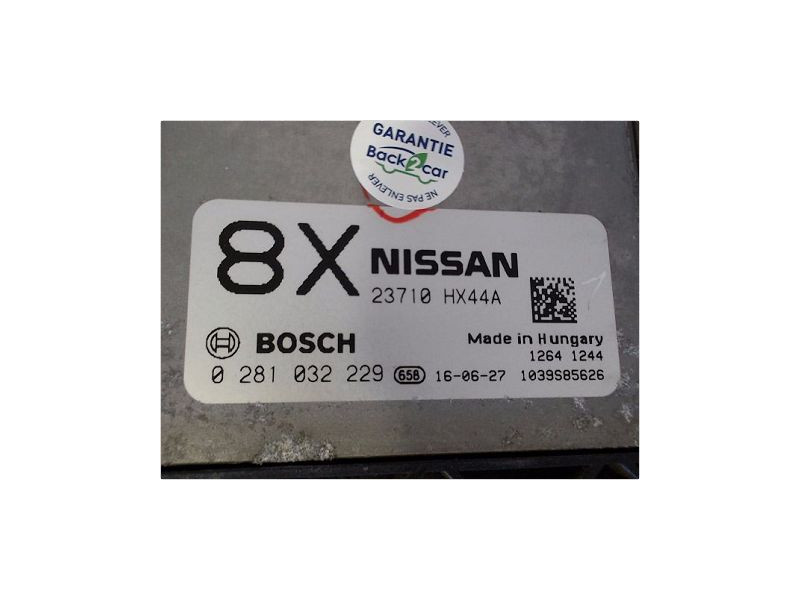 GARANTIE
Back2car
NE PAS ENLEVER
8X NISSAN
23710 HX44A
BOSCH
Made in Hungary
1264 1244
0 281 032 229 658 16-06-27 1039S85626